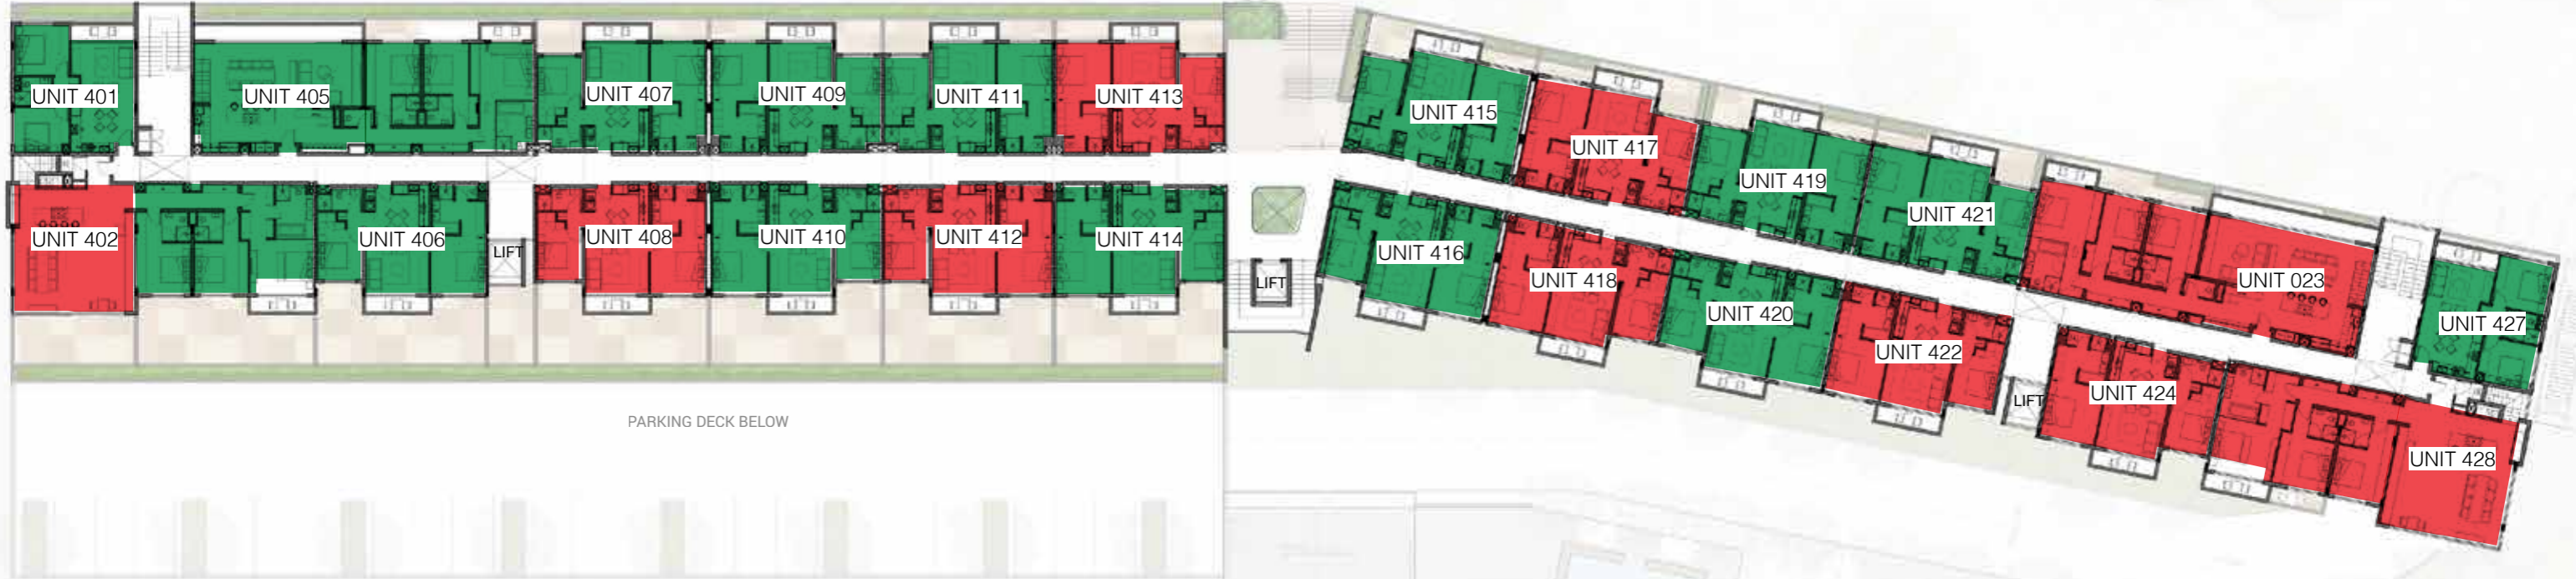 UNIT 401
UNIT 405
UNIT 407
UNIT 409
UNIT 411
UNIT 413
UNIT 415
UNIT 417
UNIT 419
UNIT 421
UNIT 023
UNIT 427
UNIT 402
UNIT 406
LIFT
UNIT 408
UNIT 410
UNIT 412
UNIT 414
LIFT
UNIT 416
UNIT 418
UNIT 420
UNIT 422
LIFT
UNIT 424
UNIT 428
PARKING DECK BELOW